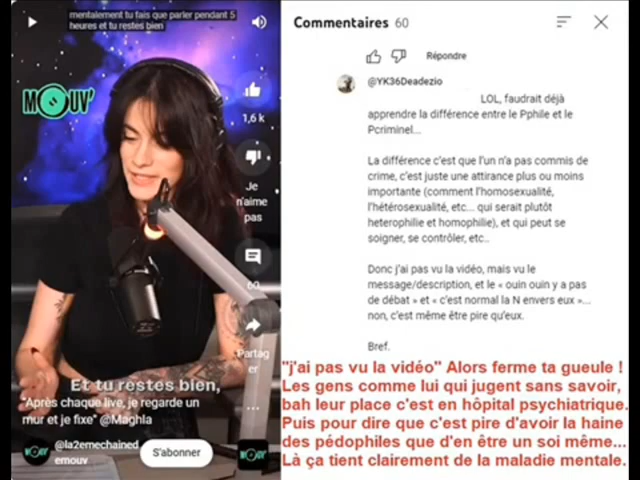 mentalement tu fais que parler pendant 5
heures et tu restes bien
MOUV'
1,6 k
Je
n'aime
pas
60
Partag
er
Et tu restes bien,
"Après chaque live, je regarde un
mur et je fixe" @Maghla
@la2emechained
emouv
S'abonner
MOUV'
MOUV'
Commentaires 60
Répondre
@YK36Deadezio
LOL, faudrait déjà
apprendre la différence entre le Pphile et le
Pcriminel...
La différence c'est que l'un n'a pas commis de
crime, c'est juste une attirance plus ou moins
importante (comment l'homosexualité,
l'hétérosexualité, etc... qui serait plutôt
heterophilie et homophilie), et qui peut se
soigner, se contrôler, etc..
Donc j'ai pas vu la vidéo, mais vu le
message/description, et le « ouin ouin y a pas
de débat » et « c'est normal la N envers eux »...
non, c'est même être pire qu'eux.
Bref.
"j'ai pas vu la vidéo" Alors ferme ta gueule !
Les gens comme lui qui jugent sans savoir,
bah leur place c'est en hôpital psychiatrique.
Puis pour dire que c'est pire d'avoir la haine
des pédophiles que d'en être un soi même...
Là ça tient clairement de la maladie mentale.